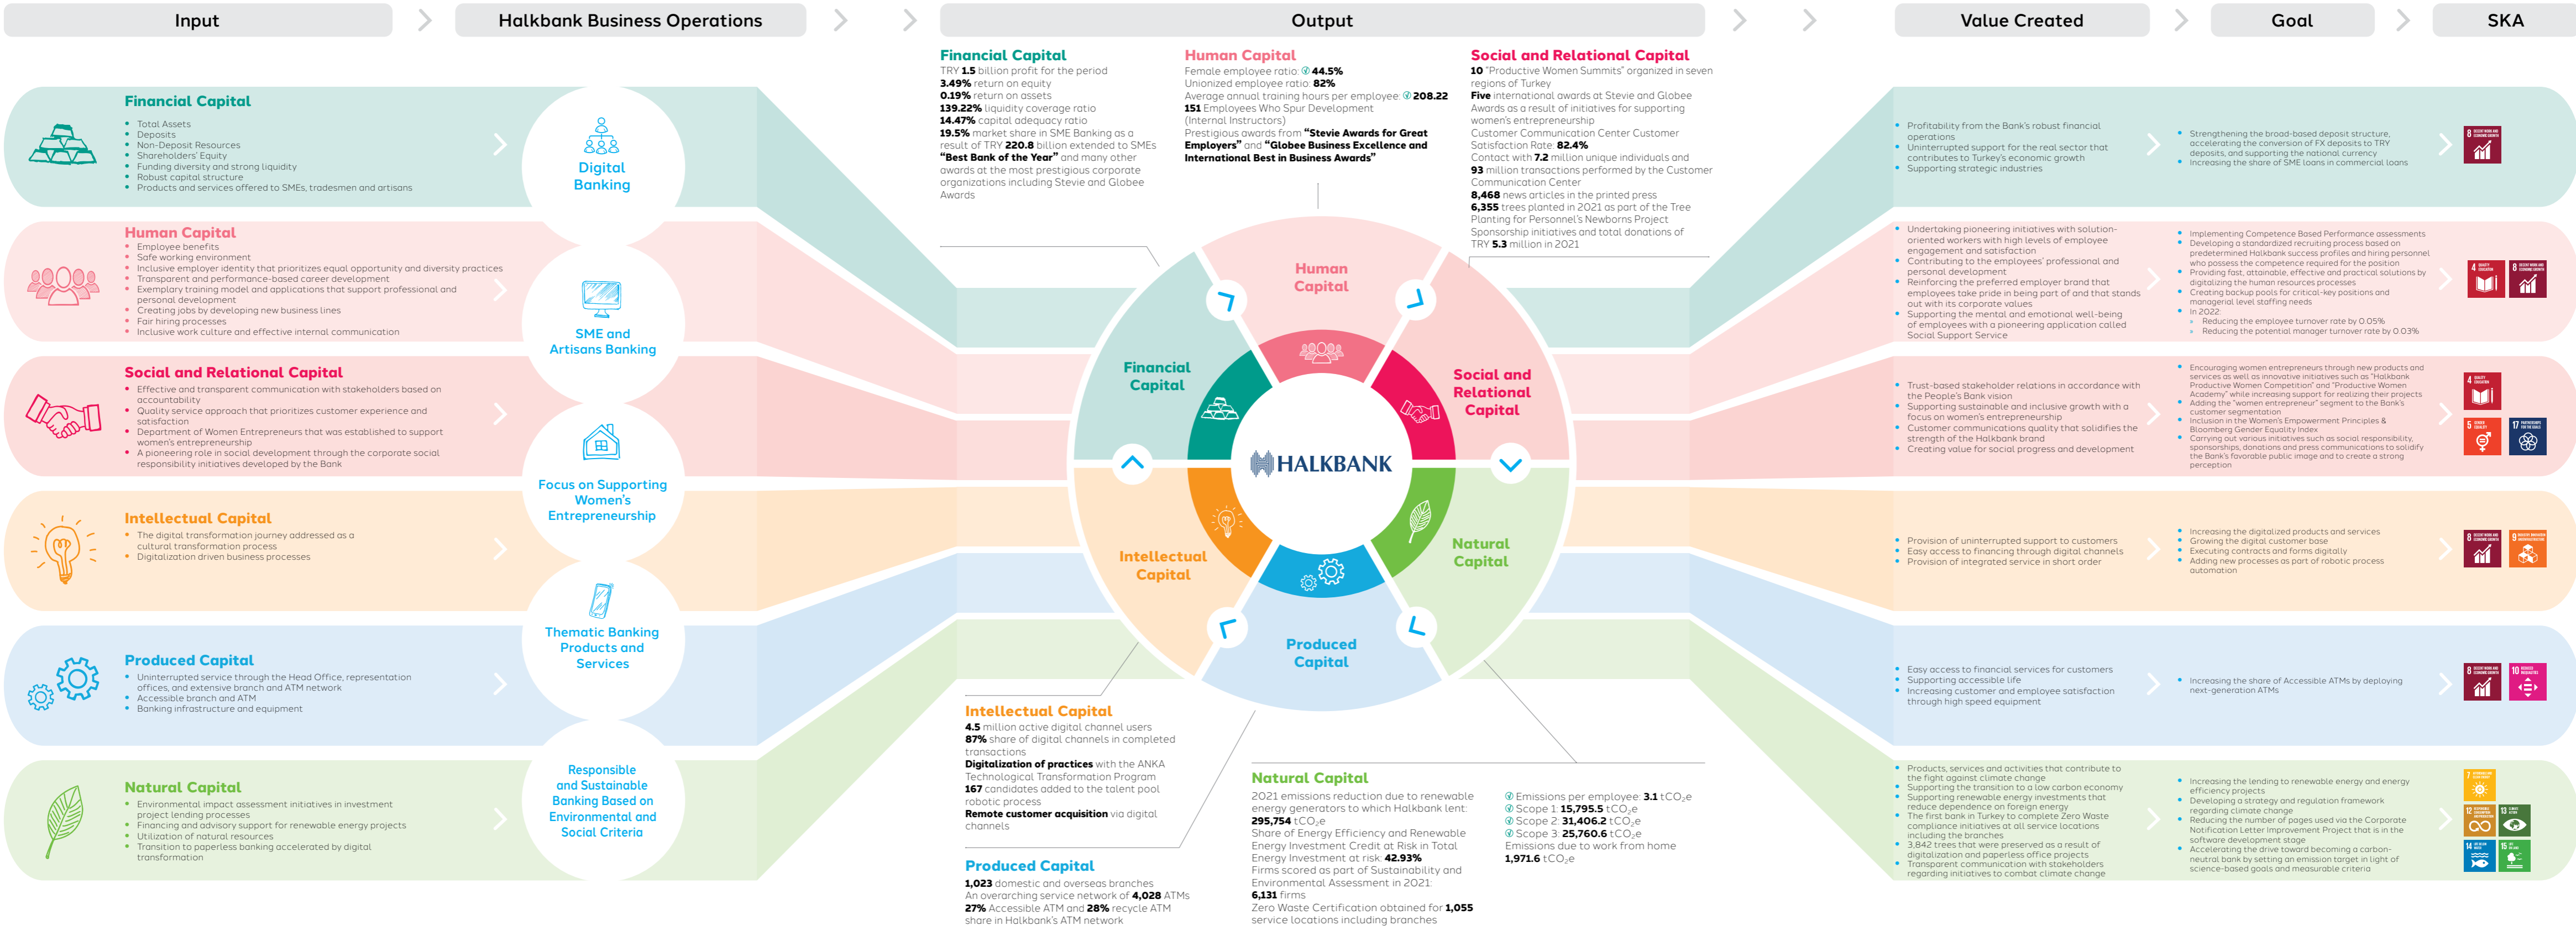 Input
Halkbank Business Operations
Output
Value Created
Goal
SKA
Financial Capital
• Total Assets
• Deposits
• Non-Deposit Resources
• Shareholders' Equity
• Funding diversity and strong liquidity
• Robust capital structure
• Products and services offered to SMEs, tradesmen and artisans
Human Capital
• Employee benefits
• Safe working environment
• Inclusive employer identity that prioritizes equal opportunity and diversity practices
• Transparent and performance-based career development
• Exemplary training model and applications that support professional and
personal development
• Creating jobs by developing new business lines
• Fair hiring processes
• Inclusive work culture and effective internal communication
Social and Relational Capital
• Effective and transparent communication with stakeholders based on
accountability
• Quality service approach that prioritizes customer experience and
satisfaction
• Department of Women Entrepreneurs that was established to support
women's entrepreneurship
• A pioneering role in social development through the corporate social
responsibility initiatives developed by the Bank
Intellectual Capital
• The digital transformation journey addressed as a
cultural transformation process
• Digitalization driven business processes
Produced Capital
• Uninterrupted service through the Head Office, representation
offices, and extensive branch and ATM network
• Accessible branch and ATM
• Banking infrastructure and equipment
Natural Capital
• Environmental impact assessment initiatives in investment
project lending processes
• Financing and advisory support for renewable energy projects
• Utilization of natural resources
• Transition to paperless banking accelerated by digital
transformation
Digital
Banking
SME and
Artisans Banking
Focus on Supporting
Women's
Entrepreneurship
Thematic Banking
Products and
Services
Responsible
and Sustainable
Banking Based on
Environmental and
Social Criteria
Financial Capital
TRY 1.5 billion profit for the period
3.49% return on equity
0.19% return on assets
139.22% liquidity coverage ratio
14.47% capital adequacy ratio
19.5% market share in SME Banking as a
result of TRY 220.8 billion extended to SMEs
"Best Bank of the Year" and many other
awards at the most prestigious corporate
organizations including Stevie and Globee
Awards
Human Capital
Female employee ratio: 44.5%
Unionized employee ratio: 82%
Average annual training hours per employee: 208.22
151 Employees Who Spur Development
(Internal Instructors)
Prestigious awards from "Stevie Awards for Great
Employers" and "Globee Business Excellence and
International Best in Business Awards"
Social and Relational Capital
10 "Productive Women Summits" organized in seven
regions of Turkey
Five international awards at Stevie and Globee
Awards as a result of initiatives for supporting
women's entrepreneurship
Customer Communication Center Customer
Satisfaction Rate: 82.4%
Contact with 7.2 million unique individuals and
93 million transactions performed by the Customer
Communication Center
8,468 news articles in the printed press
6,355 trees planted in 2021 as part of the Tree
Planting for Personnel's Newborns Project
Sponsorship initiatives and total donations of
TRY 5.3 million in 2021
Human
Capital
Financial
Capital
Social and
Relational
Capital
HALKBANK
Intellectual
Capital
Natural
Capital
Produced
Capital
Intellectual Capital
4.5 million active digital channel users
87% share of digital channels in completed
transactions
Digitalization of practices with the ANKA
Technological Transformation Program
167 candidates added to the talent pool
robotic process
Remote customer acquisition via digital
channels
Produced Capital
1,023 domestic and overseas branches
An overarching service network of 4,028 ATMs
27% Accessible ATM and 28% recycle ATM
share in Halkbank's ATM network
Natural Capital
2021 emissions reduction due to renewable
energy generators to which Halkbank lent:
295,754 tCO₂e
Share of Energy Efficiency and Renewable
Energy Investment Credit at Risk in Total
Energy Investment at risk: 42.93%
Firms scored as part of Sustainability and
Environmental Assessment in 2021:
6,131 firms
Zero Waste Certification obtained for 1,055
service locations including branches
Emissions per employee: 3.1 tCO₂e
Scope 1: 15,795.5 tCO₂e
Scope 2: 31,406.2 tCO₂e
Scope 3: 25,760.6 tCO₂e
Emissions due to work from home
1,971.6 tCO₂e
• Profitability from the Bank's robust financial
operations
• Uninterrupted support for the real sector that
contributes to Turkey's economic growth
• Supporting strategic industries
• Strengthening the broad-based deposit structure,
accelerating the conversion of FX deposits to TRY
deposits, and supporting the national currency
• Increasing the share of SME loans in commercial loans
8 DECENT WORK AND
ECONOMIC GROWTH
• Undertaking pioneering initiatives with solution-
oriented workers with high levels of employee
engagement and satisfaction
• Contributing to the employees' professional and
personal development
• Reinforcing the preferred employer brand that
employees take pride in being part of and that stands
out with its corporate values
• Supporting the mental and emotional well-being
of employees with a pioneering application called
Social Support Service
• Implementing Competence Based Performance assessments
• Developing a standardized recruiting process based on
predetermined Halkbank success profiles and hiring personnel
who possess the competence required for the position
• Providing fast, attainable, effective and practical solutions by
digitalizing the human resources processes
• Creating backup pools for critical-key positions and
managerial level staffing needs
• In 2022:
» Reducing the employee turnover rate by 0.05%
» Reducing the potential manager turnover rate by 0.03%
4 QUALITY
EDUCATION
8 DECENT WORK AND
ECONOMIC GROWTH
• Trust-based stakeholder relations in accordance with
the People's Bank vision
• Supporting sustainable and inclusive growth with a
focus on women's entrepreneurship
• Customer communications quality that solidifies the
strength of the Halkbank brand
• Creating value for social progress and development
• Encouraging women entrepreneurs through new products and
services as well as innovative initiatives such as "Halkbank
Productive Women Competition" and "Productive Women
Academy" while increasing support for realizing their projects
• Adding the "women entrepreneur" segment to the Bank's
customer segmentation
• Inclusion in the Women's Empowerment Principles &
Bloomberg Gender Equality Index
• Carrying out various initiatives such as social responsibility,
sponsorships, donations and press communications to solidify
the Bank's favorable public image and to create a strong
perception
4 QUALITY
EDUCATION
5 GENDER
EQUALITY
17 PARTNERSHIPS
FOR THE GOALS
• Provision of uninterrupted support to customers
• Easy access to financing through digital channels
• Provision of integrated service in short order
• Increasing the digitalized products and services
• Growing the digital customer base
• Executing contracts and forms digitally
• Adding new processes as part of robotic process
automation
8 DECENT WORK AND
ECONOMIC GROWTH
9 INDUSTRY, INNOVATION
AND INFRASTRUCTURE
• Easy access to financial services for customers
• Supporting accessible life
• Increasing customer and employee satisfaction
through high speed equipment
• Increasing the share of Accessible ATMs by deploying
next-generation ATMs
8 DECENT WORK AND
ECONOMIC GROWTH
10 REDUCED
INEQUALITIES
• Products, services and activities that contribute to
the fight against climate change
• Supporting the transition to a low carbon economy
• Supporting renewable energy investments that
reduce dependence on foreign energy
• The first bank in Turkey to complete Zero Waste
compliance initiatives at all service locations
including the branches
• 3,842 trees that were preserved as a result of
digitalization and paperless office projects
• Transparent communication with stakeholders
regarding initiatives to combat climate change
• Increasing the lending to renewable energy and energy
efficiency projects
• Developing a strategy and regulation framework
regarding climate change
• Reducing the number of pages used via the Corporate
Notification Letter Improvement Project that is in the
software development stage
• Accelerating the drive toward becoming a carbon-
neutral bank by setting an emission target in light of
science-based goals and measurable criteria
7
12
13 CLIMATE
ACTION
14
15